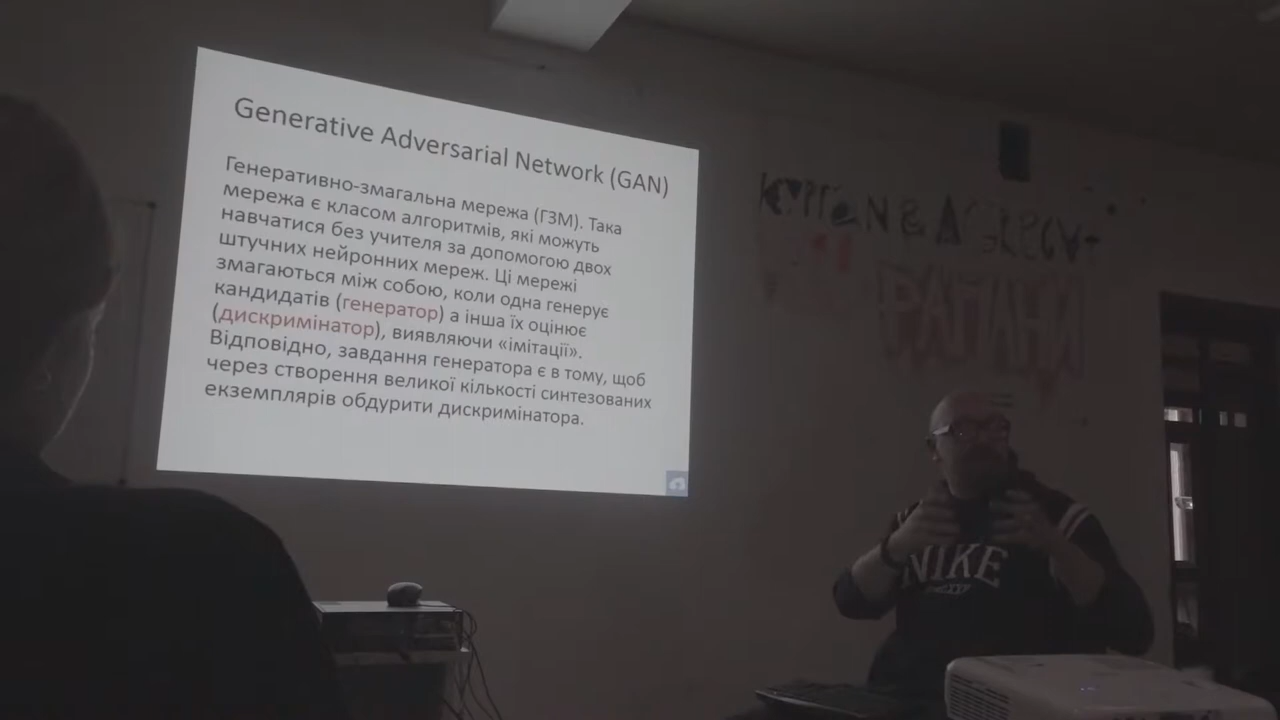 Generative Adversarial Network (GAN)
Генеративно-змагальна мережа (ГЗМ). Така
мережа є класом алгоритмів, які можуть
навчатися без учителя за допомогою двох
штучних нейронних мереж. Ці мережі
змагаються між собою, коли одна генерує
кандидатів (генератор) а інша їх оцінює
(дискримінатор), виявляючи «імітації».
Відповідно, завдання генератора є в тому, щоб
через створення великої кількості синтезованих
екземплярів обдурити дискримінатора.
NIKE